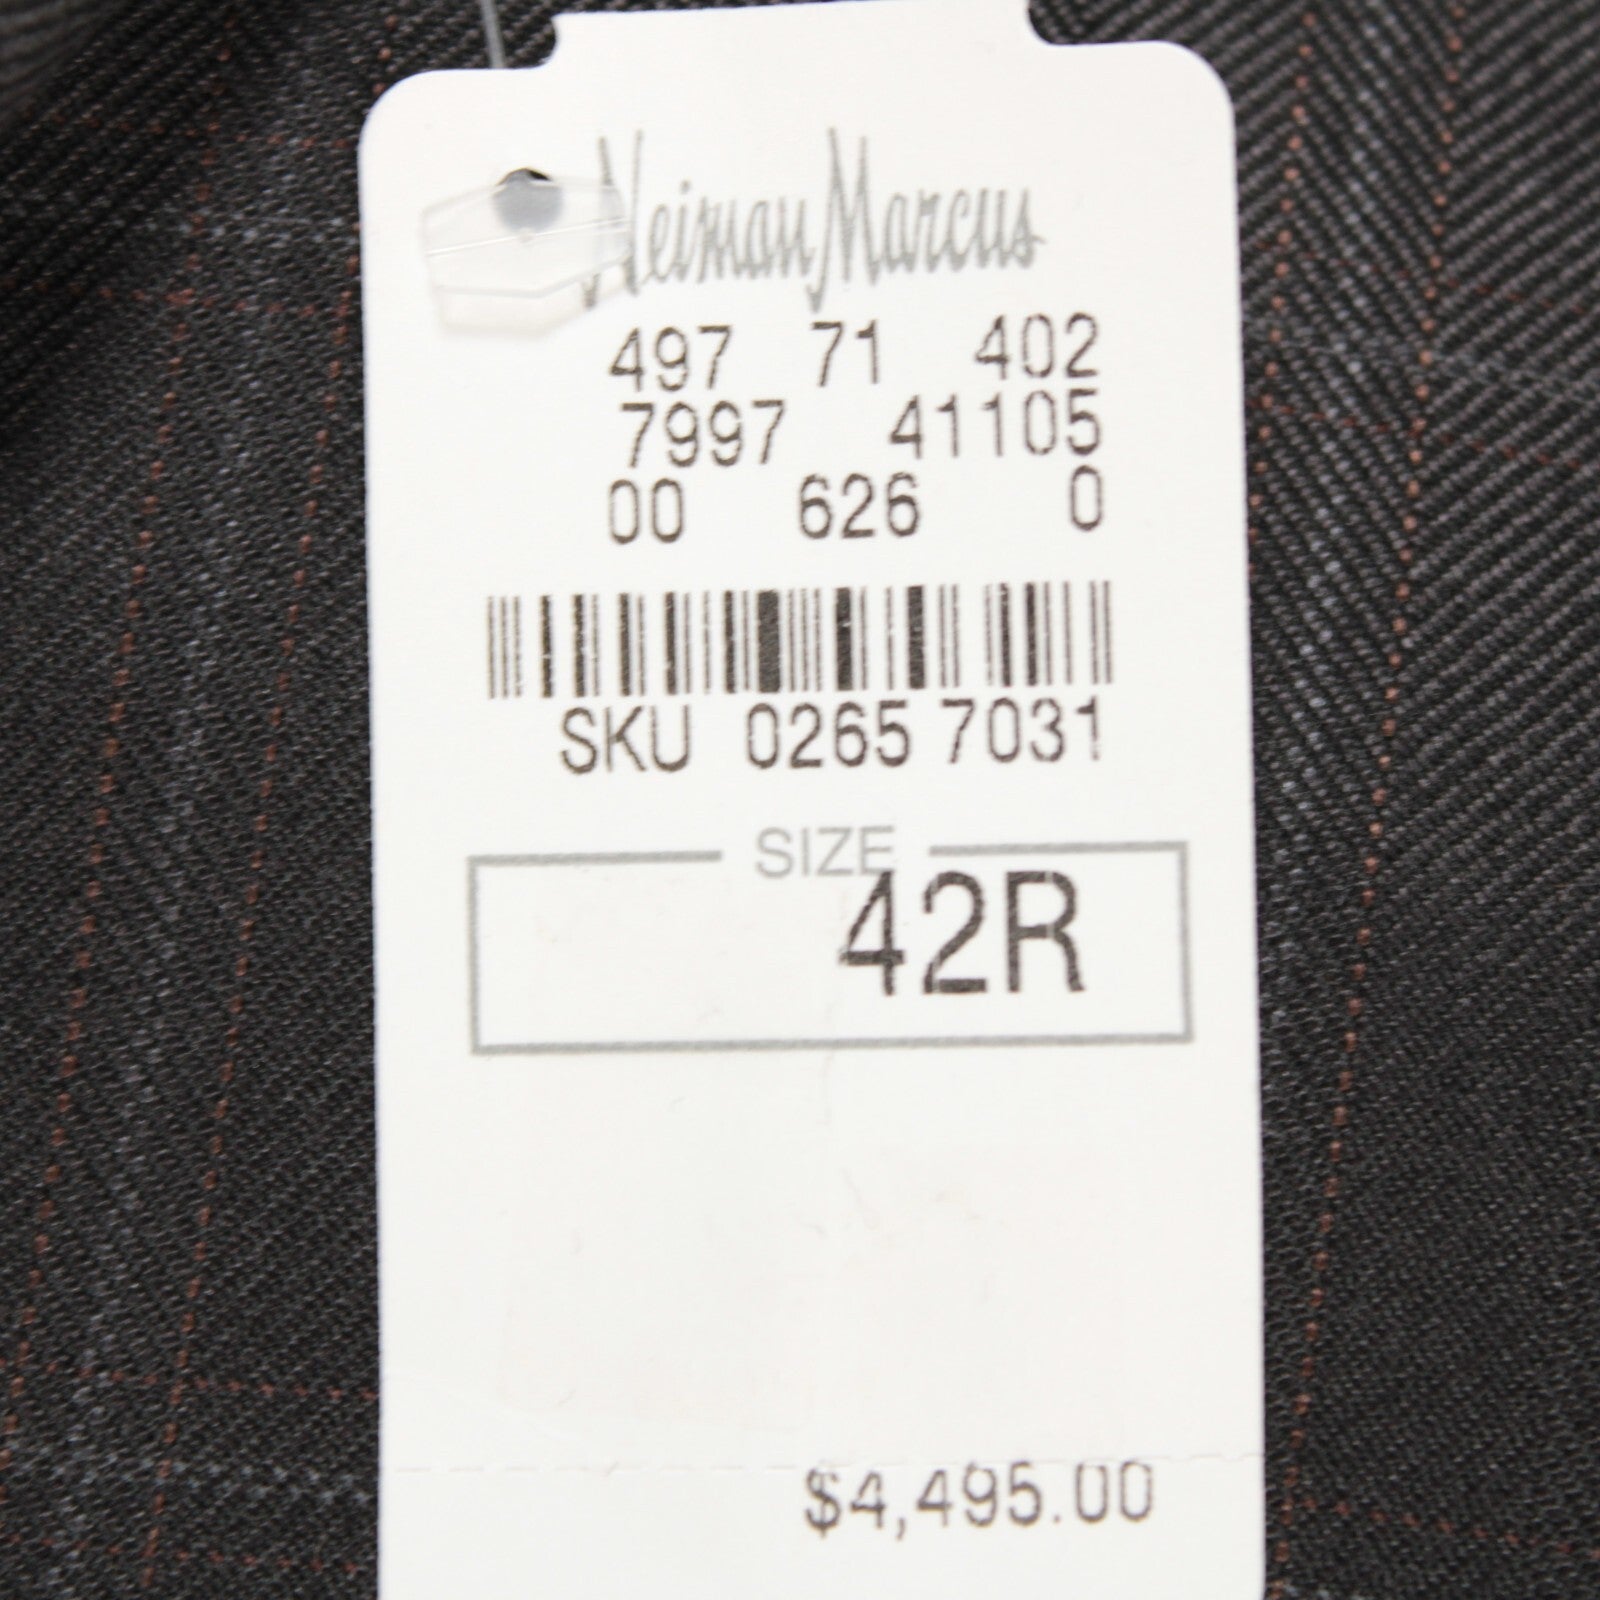 Neiman Marcus
497 71 402
7997 41105
00 626 0
SKU 0265 7031
SIZE
42R
$4,495.00